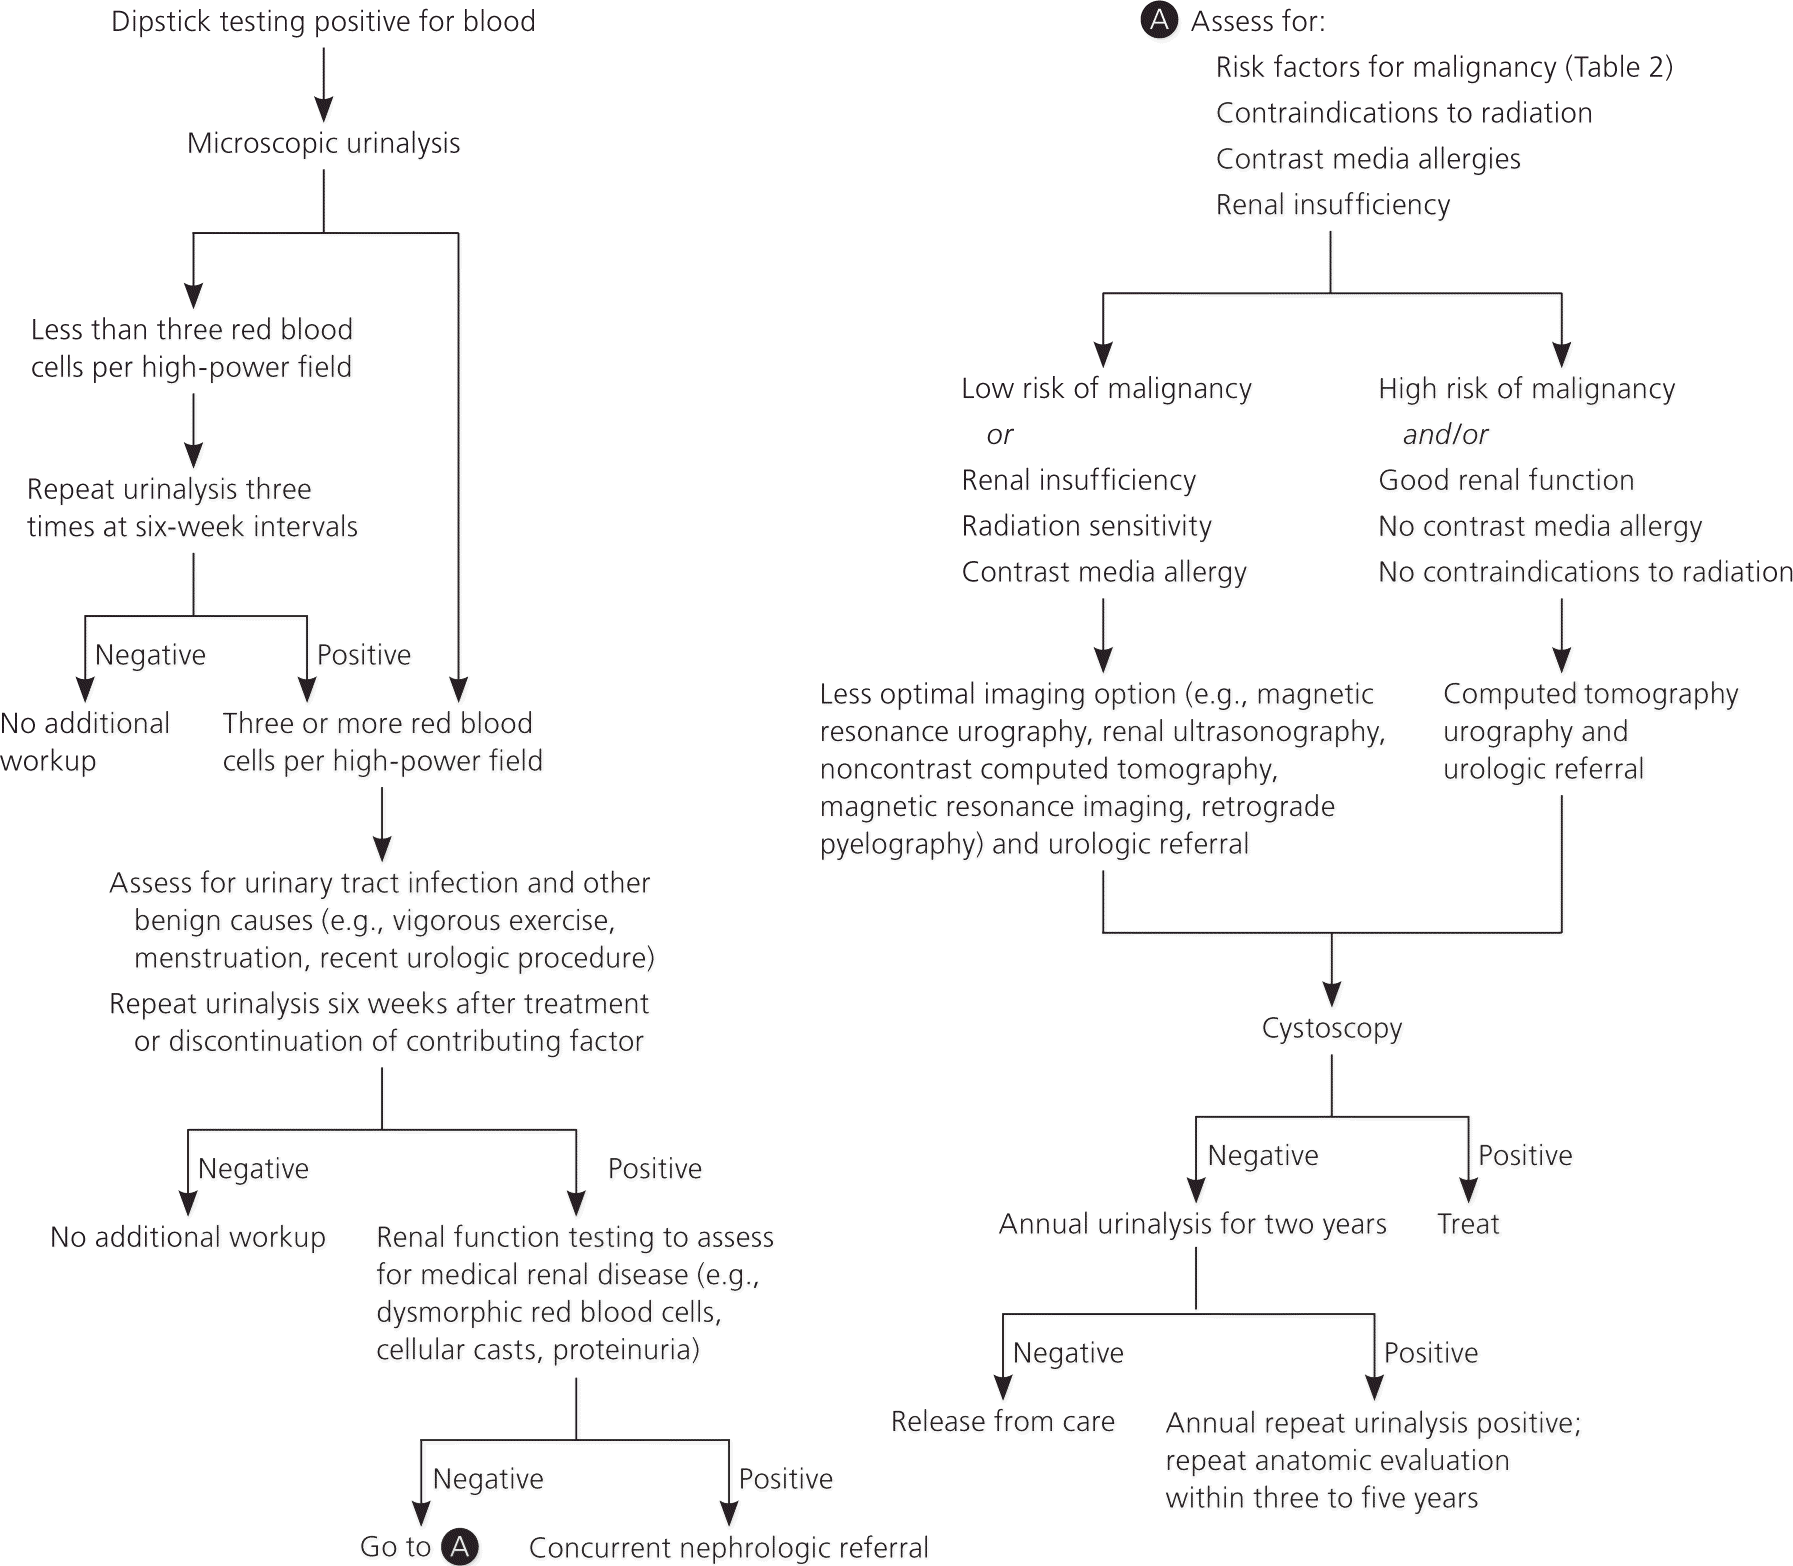 Dipstick testing positive for blood
Microscopic urinalysis
Less than three red blood
cells per high-power field
Repeat urinalysis three
times at six-week intervals
Negative
Positive
No additional
workup
Three or more red blood
cells per high-power field
Assess for urinary tract infection and other
benign causes (e.g., vigorous exercise,
menstruation, recent urologic procedure)
Repeat urinalysis six weeks after treatment
or discontinuation of contributing factor
Negative
Positive
No additional workup
Renal function testing to assess
for medical renal disease (e.g.,
dysmorphic red blood cells,
cellular casts, proteinuria)
Negative
Positive
Go to A
Concurrent nephrologic referral
A Assess for:
Risk factors for malignancy (Table 2)
Contraindications to radiation
Contrast media allergies
Renal insufficiency
Low risk of malignancy
or
Renal insufficiency
Radiation sensitivity
Contrast media allergy
High risk of malignancy
and/or
Good renal function
No contrast media allergy
No contraindications to radiation
Less optimal imaging option (e.g., magnetic
resonance urography, renal ultrasonography,
noncontrast computed tomography,
magnetic resonance imaging, retrograde
pyelography) and urologic referral
Computed tomography
urography and
urologic referral
Cystoscopy
Negative
Positive
Annual urinalysis for two years
Treat
Negative
Positive
Release from care
Annual repeat urinalysis positive;
repeat anatomic evaluation
within three to five years